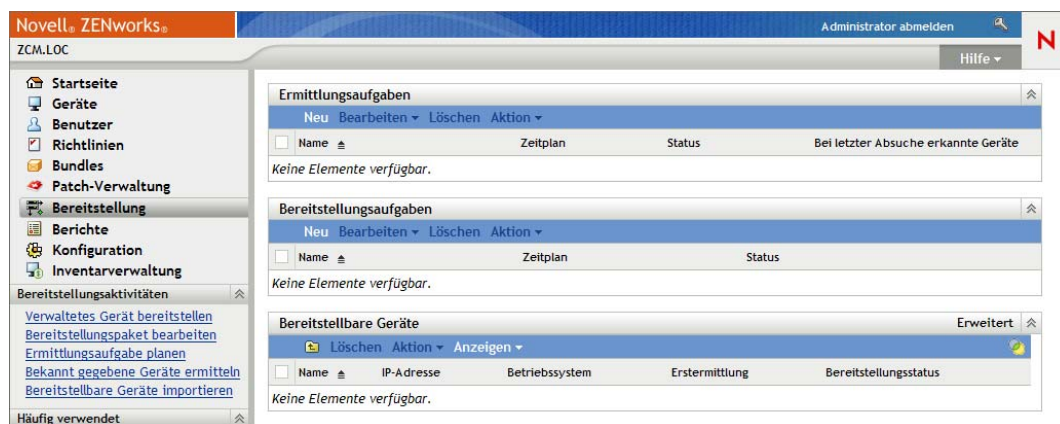 Novell® ZENworks®
Administrator abmelden
N
ZCM.LOC
Hilfe
Startseite
Geräte
Benutzer
Richtlinien
Bundles
Patch-Verwaltung
Bereitstellung
Berichte
Konfiguration
Inventarverwaltung
Bereitstellungsaktivitäten
Verwaltetes Gerät bereitstellen
Bereitstellungspaket bearbeiten
Ermittlungsaufgabe planen
Bekannt gegebene Geräte ermitteln
Bereitstellbare Geräte importieren
Häufig verwendet
Ermittlungsaufgaben
Neu Bearbeiten Löschen Aktion
Name Zeitplan Status Bei letzter Absuche erkannte Geräte
Keine Elemente verfügbar.
Bereitstellungsaufgaben
Neu Bearbeiten Löschen Aktion
Name Zeitplan Status
Keine Elemente verfügbar.
Bereitstellbare Geräte Erweitert
Löschen Aktion Anzeigen
Name IP-Adresse Betriebssystem Erstermittlung Bereitstellungsstatus
Keine Elemente verfügbar.